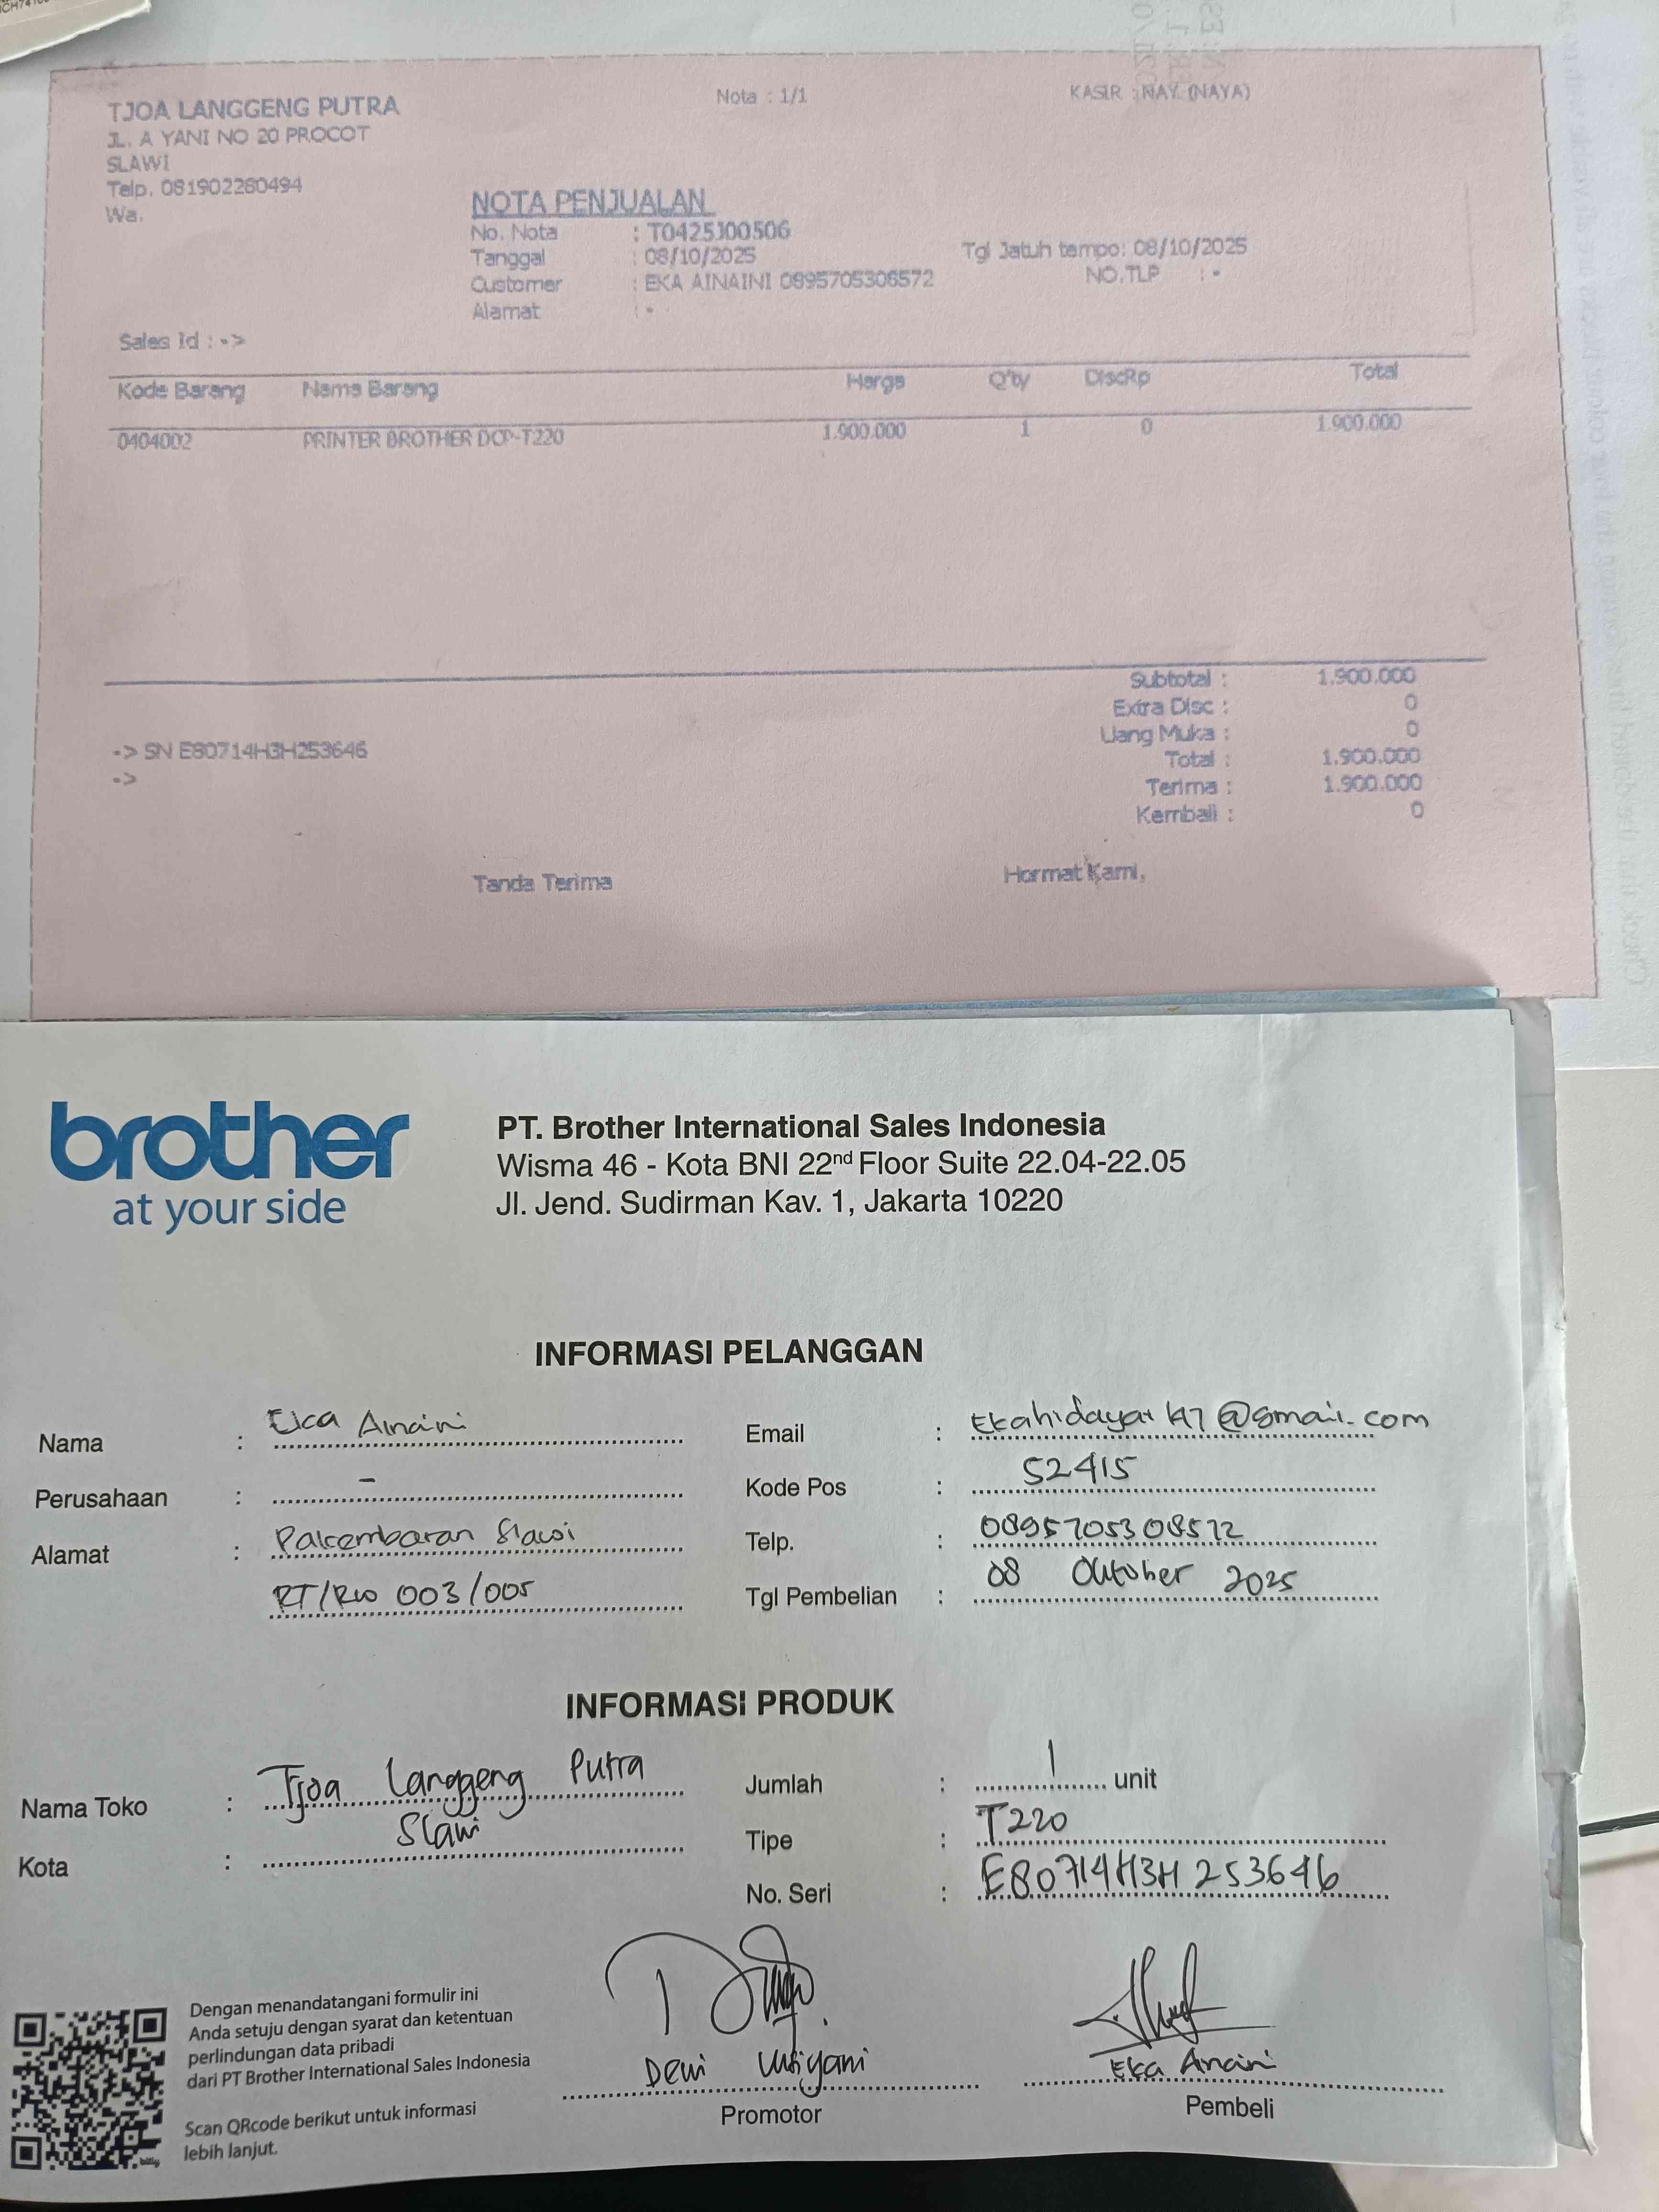 TJOA LANGGENG PUTRA
JL. A YANI NO 20 PROCOT
SLAWI
Telp. 081902280494
Wa.
Nota : 1/1
KASIR : NAY (NAYA)
NOTA PENJUALAN
No. Nota : T0425J00506
Tanggal : 08/10/2025
Customer : EKA AINAINI 0895705308572
Alamat : -
Tgl Jatuh tempo: 08/10/2025
NO.TLP : -
Sales Id : ->
Kode Barang Nama Barang Harga Q'ty DiscRp Total
0404002 PRINTER BROTHER DCP-T220 1.900.000 1 0 1.900.000
Subtotal : 1.900.000
Extra Disc : 0
Uang Muka : 0
Total : 1.900.000
Terima : 1.900.000
Kembali : 0
-> SN E80714H3H253646
->
Tanda Terima Hormat Kami,
brother
at your side
PT. Brother International Sales Indonesia
Wisma 46 - Kota BNI 22nd Floor Suite 22.04-22.05
Jl. Jend. Sudirman Kav. 1, Jakarta 10220
INFORMASI PELANGGAN
Nama : Eka Ainaini
Perusahaan : -
Alamat : Pakembaran Slawi
RT/RW 003/005
Email : Ekahidayat147@gmail.com
Kode Pos : 52415
Telp. : 0895705308572
Tgl Pembelian : 08 Oktober 2025
INFORMASI PRODUK
Nama Toko : Tjoa Langgeng Putra
Kota : Slawi
Jumlah : 1 unit
Tipe : T220
No. Seri : E80714H3H253646
Dengan menandatangani formulir ini
Anda setuju dengan syarat dan ketentuan
perlindungan data pribadi
dari PT Brother International Sales Indonesia
Scan QRcode berikut untuk informasi
lebih lanjut.
Dewi
Promotor
Eka Ainaini
Pembeli